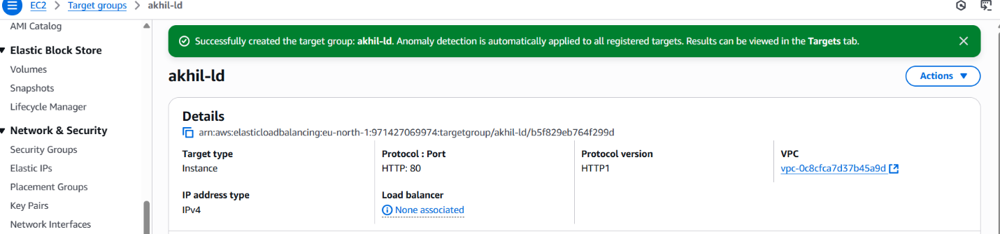 EC2 > Target groups > akhil-ld
AMI Catalog
Elastic Block Store
Volumes
Snapshots
Lifecycle Manager
Network & Security
Security Groups
Elastic IPs
Placement Groups
Key Pairs
Network Interfaces
Successfully created the target group: akhil-ld. Anomaly detection is automatically applied to all registered targets. Results can be viewed in the Targets tab.
akhil-ld
Actions
Details
arn:aws:elasticloadbalancing:eu-north-1:971427069974:targetgroup/akhil-ld/b5f829eb764f299d
Target type
Instance
Protocol : Port
HTTP: 80
Protocol version
HTTP1
VPC
vpc-0c8cfca7d37b45a9d
IP address type
IPv4
Load balancer
None associated